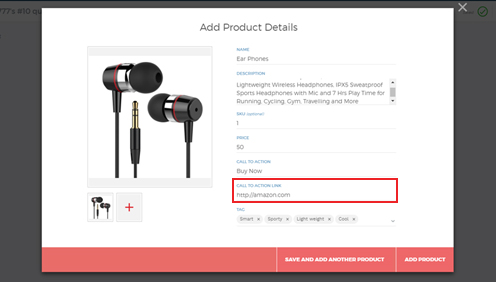 777's #10 qu
Add Product Details
NAME
Ear Phones
DESCRIPTION
Lightweight Wireless Headphones. IPX5 Sweatproof
Sports Headphones with Mic and 7 Hrs Play Time for
Running, Cycling, Gym, Travelling and More
SKU (optional)
1
PRICE
50
CALL TO ACTION
Buy Now
CALL TO ACTION LINK
http://amazon.com
TAG
Smart × Sporty × Light weight × Cool ×
SAVE AND ADD ANOTHER PRODUCT ADD PRODUCT